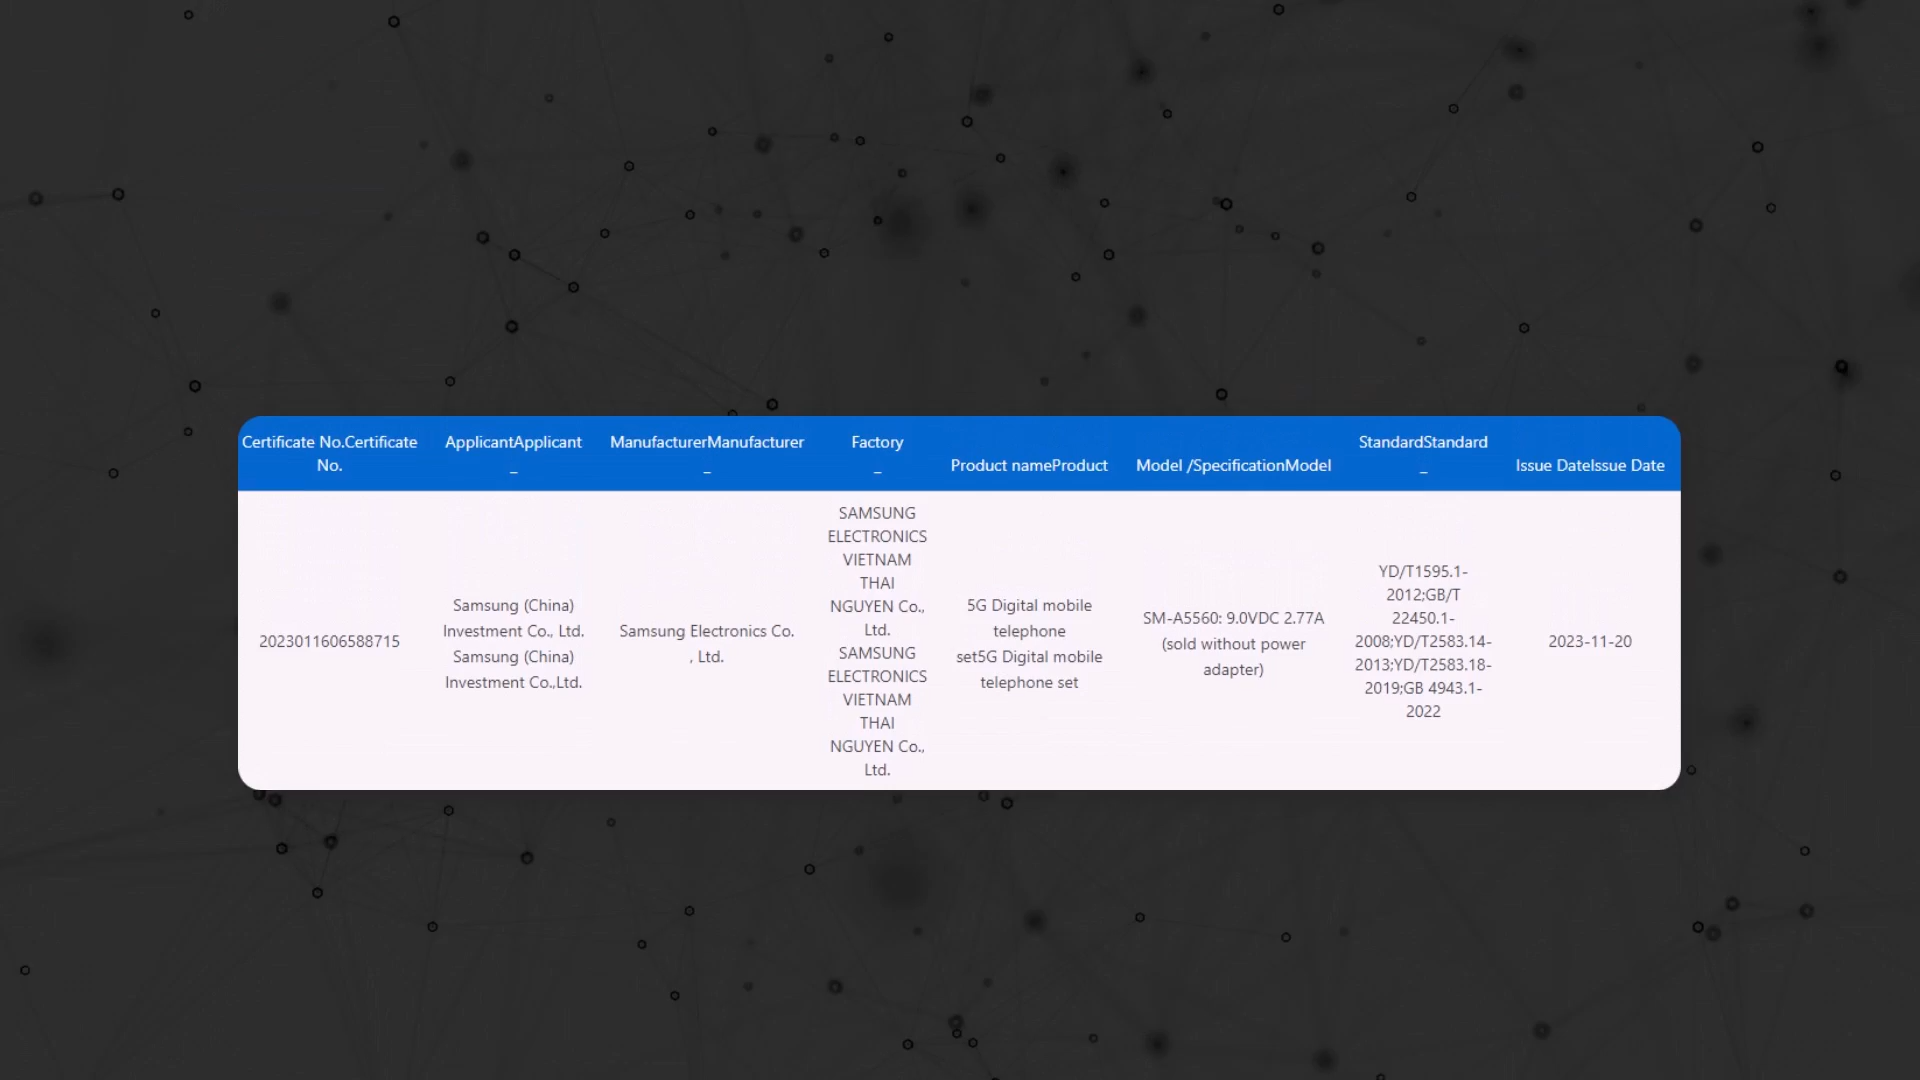 Certificate No.Certificate
No.
ApplicantApplicant
_
ManufacturerManufacturer
_
Factory
_
Product nameProduct
Model /SpecificationModel
StandardStandard
_
Issue DateIssue Date
2023011606588715
Samsung (China)
Investment Co., Ltd.
Samsung (China)
Investment Co.,Ltd.
Samsung Electronics Co.
, Ltd.
SAMSUNG
ELECTRONICS
VIETNAM
THAI
NGUYEN Co.,
Ltd.
SAMSUNG
ELECTRONICS
VIETNAM
THAI
NGUYEN Co.,
Ltd.
5G Digital mobile
telephone
set5G Digital mobile
telephone set
SM-A5560: 9.0VDC 2.77A
(sold without power
adapter)
YD/T1595.1-
2012;GB/T
22450.1-
2008;YD/T2583.14-
2013;YD/T2583.18-
2019;GB 4943.1-
2022
2023-11-20